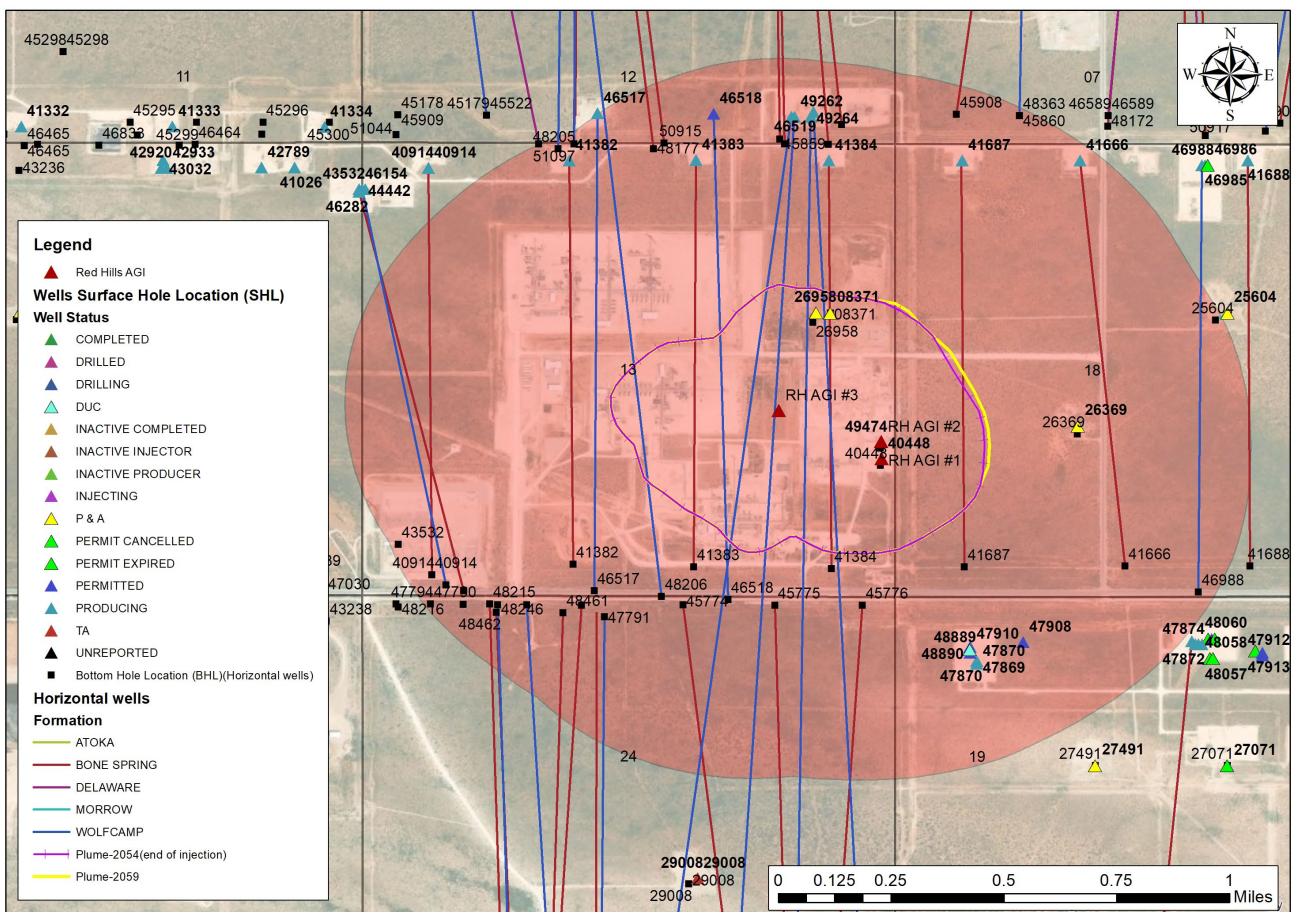 4529845298
11
12
07
N
W
E
S
41332
45295
41333
45296
41334
45178
45909
4517945522
46517
46518
49262
49264
45908
48363
45860
4658946589
48172
46465
46833
45299
46464
45300
51044
48205
51097
41382
50915
48177
41383
46519
45859
41384
41687
41666
50917
4698846986
46985
41688
46465
43236
4292042933
43032
42789
41026
4091440914
4353246154
44442
46282
2695808371
08371
26958
25604
25604
13
18
RH AGI #3
49474
RH AGI #2
40448
40448
RH AGI #1
26369
26369
43532
4091440914
41382
41383
41384
41687
41666
41688
47030
43238
48216
48215
48246
48462
48461
46517
47791
48206
45774
46518
45775
45776
46988
48889
47910
47908
48890
47870
47869
47870
47874
48060
48058
47912
47872
48057
47913
24
19
27491
27491
27071
27071
2900829008
29008
29008
Legend
Red Hills AGI
Wells Surface Hole Location (SHL)
Well Status
COMPLETED
DRILLED
DRILLING
DUC
INACTIVE COMPLETED
INACTIVE INJECTOR
INACTIVE PRODUCER
INJECTING
P & A
PERMIT CANCELLED
PERMIT EXPIRED
PERMITTED
PRODUCING
TA
UNREPORTED
Bottom Hole Location (BHL)(Horizontal wells)
Horizontal wells
Formation
ATOKA
BONE SPRING
DELAWARE
MORROW
WOLFCAMP
Plume-2054(end of injection)
Plume-2059
0 0.125 0.25 0.5 0.75 1
Miles